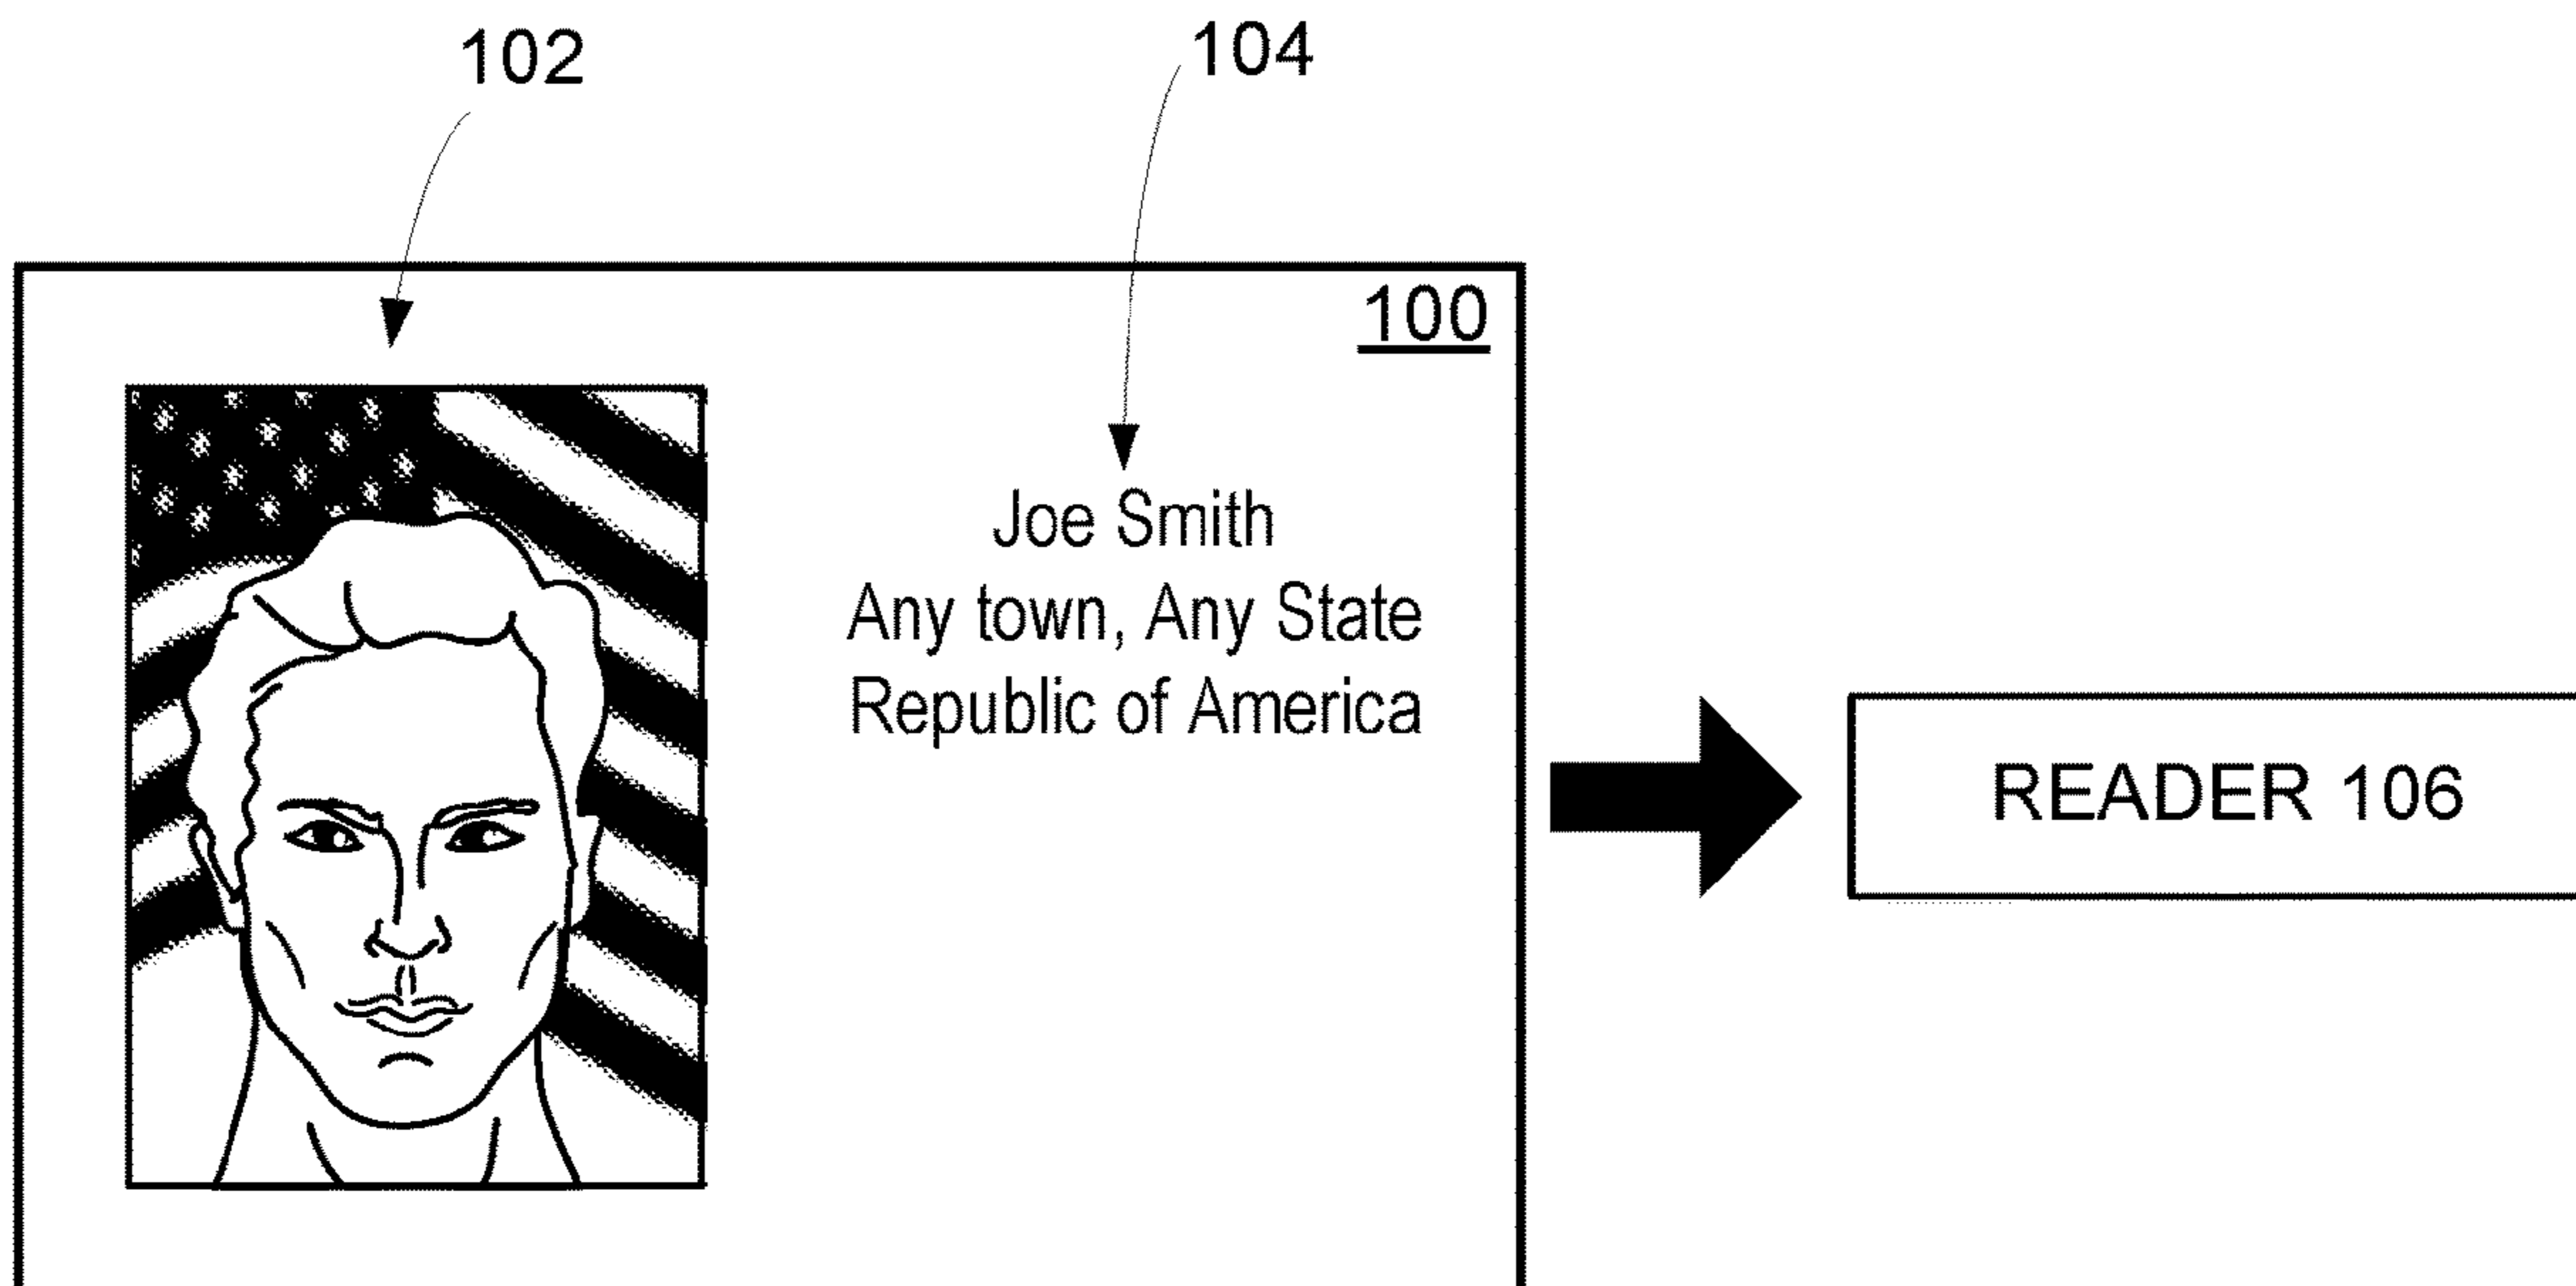 102
104
100
Joe Smith
Any town, Any State
Republic of America
READER 106